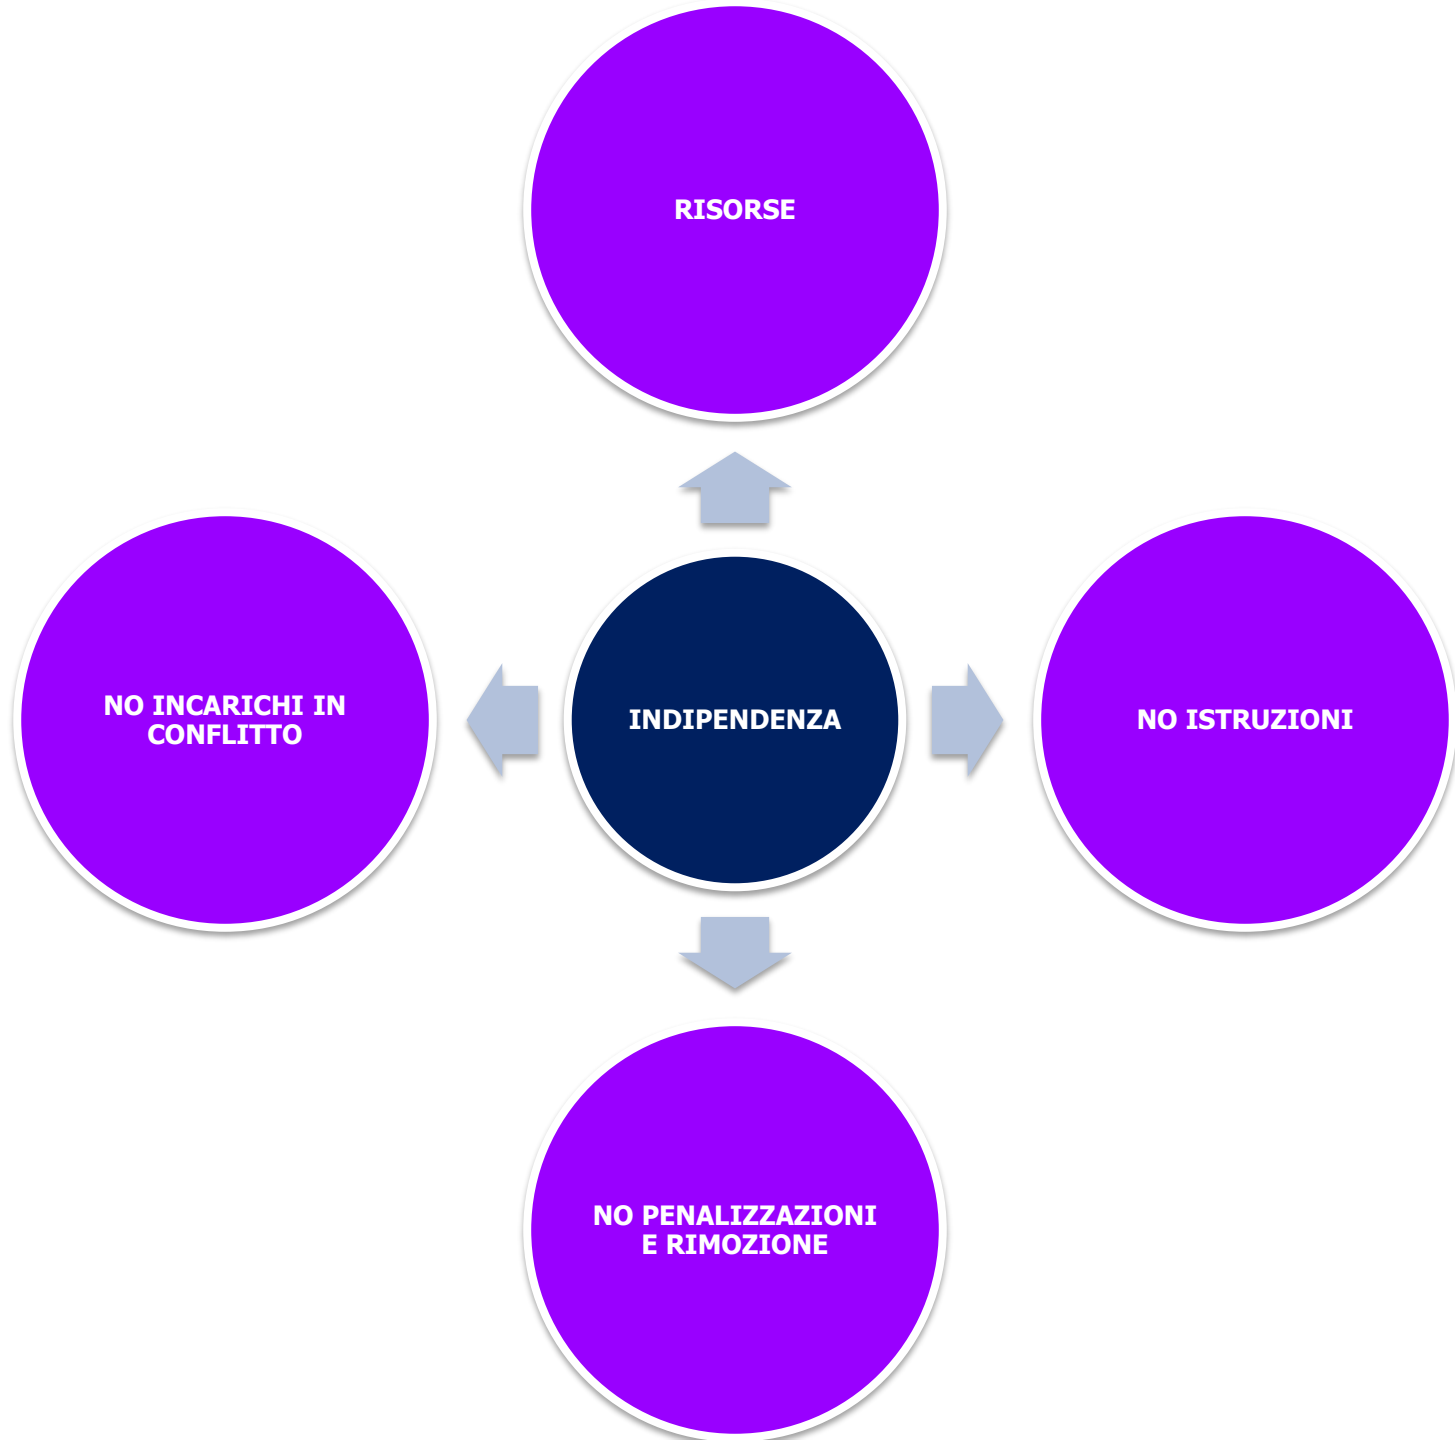 RISORSE
NO INCARICHI IN
CONFLITTO
INDIPENDENZA
NO ISTRUZIONI
NO PENALIZZAZIONI
E RIMOZIONE